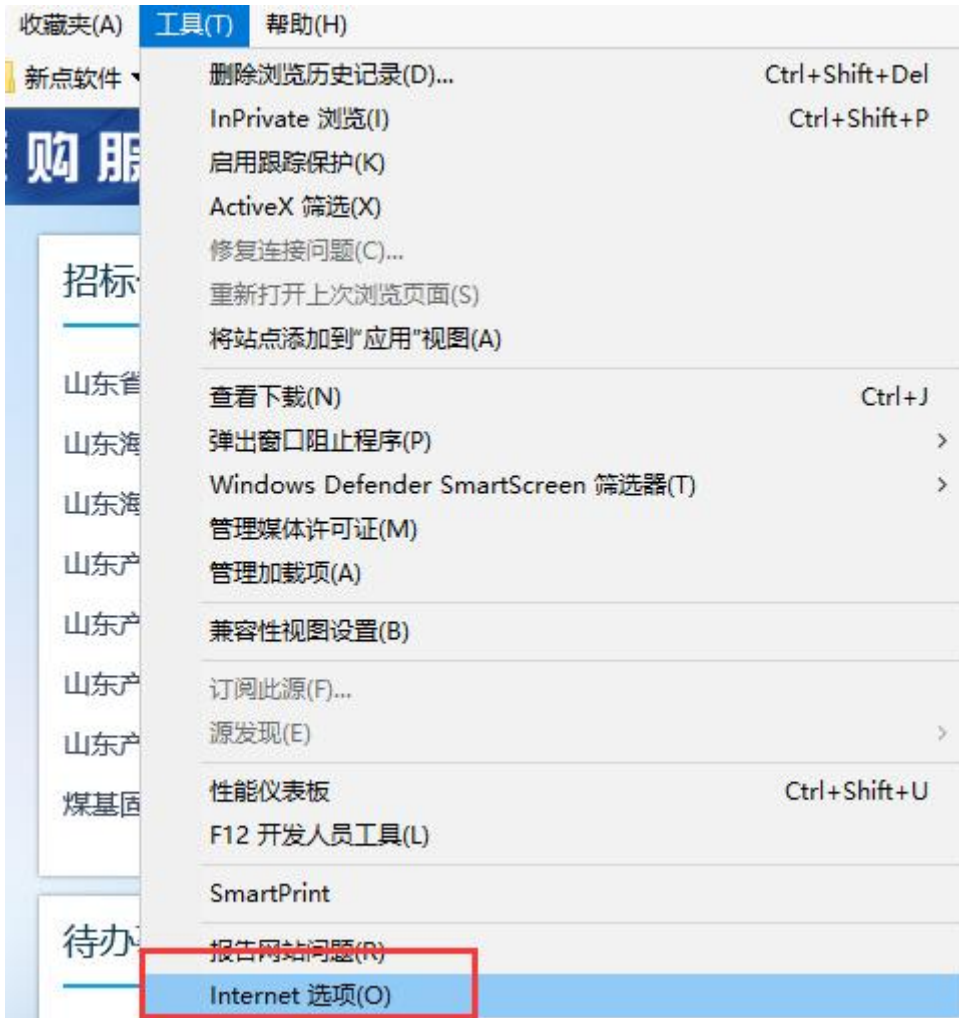 收藏夹(A) 工具(T) 帮助(H)
新点软件
购 服
招标
山东省
山东海
山东海
山东产
山东产
山东产
山东产
煤基固
待办
删除浏览历史记录(D)... Ctrl+Shift+Del
InPrivate 浏览(I) Ctrl+Shift+P
启用跟踪保护(K)
ActiveX 筛选(X)
修复连接问题(C)...
重新打开上次浏览页面(S)
将站点添加到"应用"视图(A)
查看下载(N) Ctrl+J
弹出窗口阻止程序(P)
Windows Defender SmartScreen 筛选器(T)
管理媒体许可证(M)
管理加载项(A)
兼容性视图设置(B)
订阅此源(F)...
源发现(E)
性能仪表板 Ctrl+Shift+U
F12 开发人员工具(L)
SmartPrint
报告网站问题(R)
Internet 选项(O)